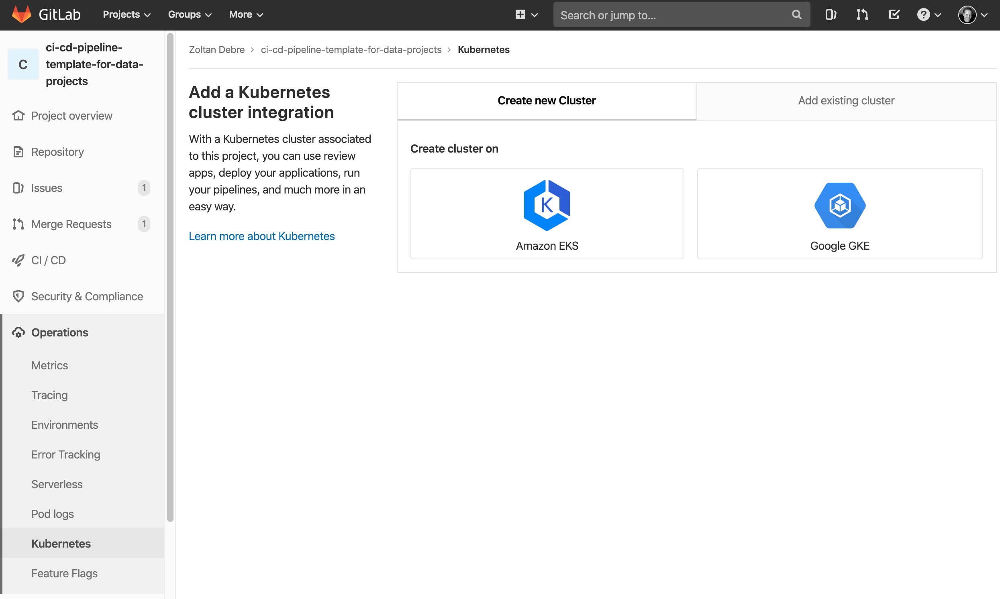 GitLab Projects Groups More Search or jump to... ?
C
ci-cd-pipeline-
template-for-data-
projects
Project overview
Repository
Issues 1
Merge Requests 1
CI / CD
Security & Compliance
Operations
Metrics
Tracing
Environments
Error Tracking
Serverless
Pod logs
Kubernetes
Feature Flags
Zoltan Debre > ci-cd-pipeline-template-for-data-projects > Kubernetes
Add a Kubernetes
cluster integration
With a Kubernetes cluster associated
to this project, you can use review
apps, deploy your applications, run
your pipelines, and much more in an
easy way.
Learn more about Kubernetes
Create new Cluster
Add existing cluster
Create cluster on
K
Amazon EKS
Google GKE